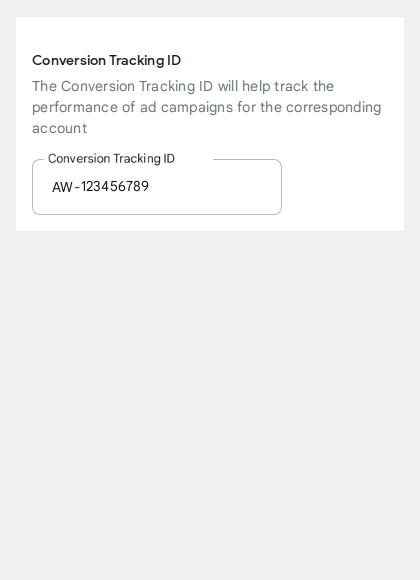 Conversion Tracking ID
The Conversion Tracking ID will help track the
performance of ad campaigns for the corresponding
account
Conversion Tracking ID
AW-123456789